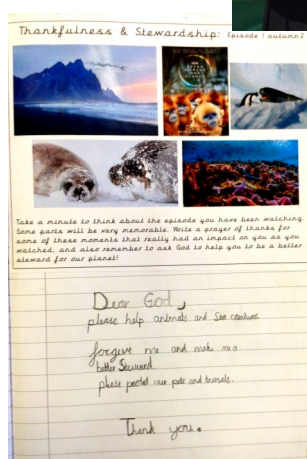 Thankfulness & Stewardship: Episode 1 autumn2
Take a minute to think about the episode you have been watching.
Some parts will be very memorable. Write a prayer of thanks for
some of these moments that really had an impact on you as you
watched, and also remember to ask God to help you to be a better
steward for our planet!
Dear God,
please help animals and Sea
forgive me and make me a
better Steward
please our pets and animals.
Thank you.